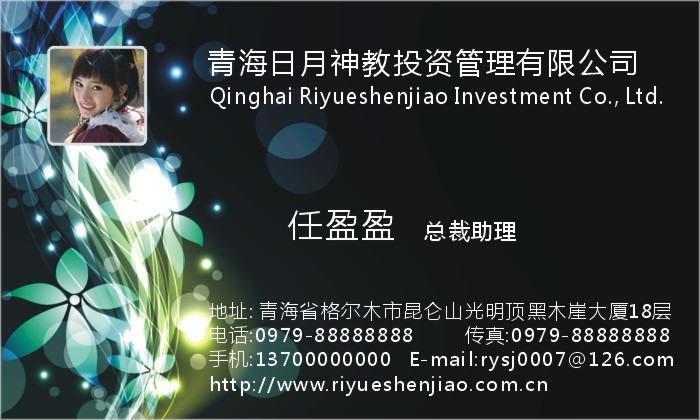 青海日月神教投资管理有限公司
Qinghai Riyueshenjiao Investment Co., Ltd.
任盈盈 总裁助理
地址: 青海省格尔木市昆仑山光明顶黑木崖大厦18层
电话:0979-88888888 传真:0979-88888888
手机:13700000000 E-mail:rysj0007@126.com
http://www.riyueshenjiao.com.cn